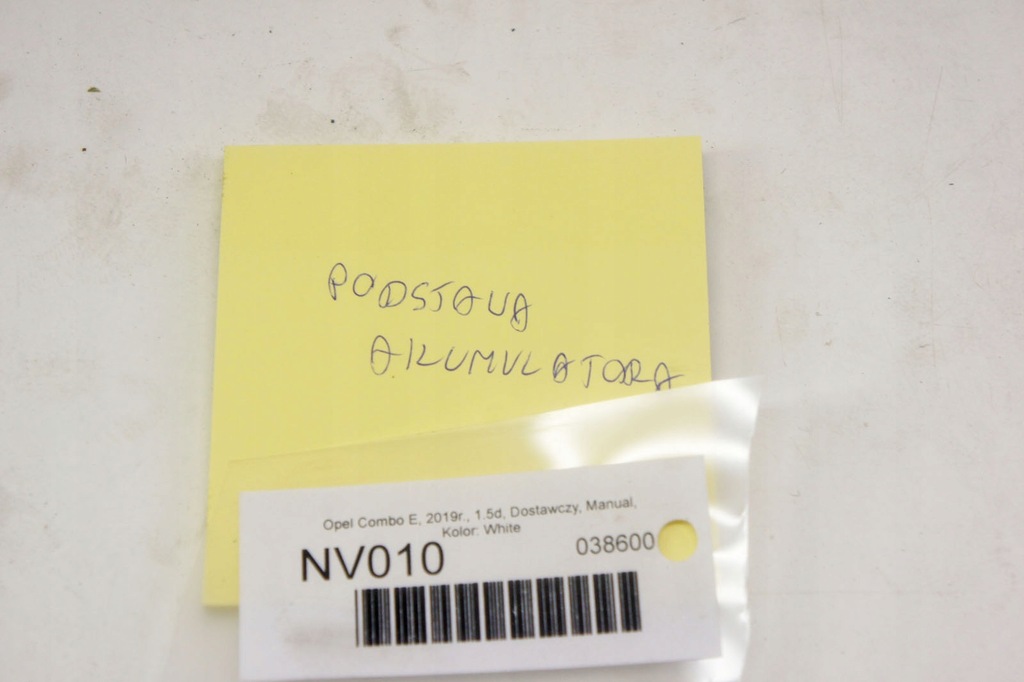 PODSTAVA
AKUMULATORA
Opel Combo E, 2019r., 1.5d, Dostawczy, Manual,
Kolor: White
NV010
038600